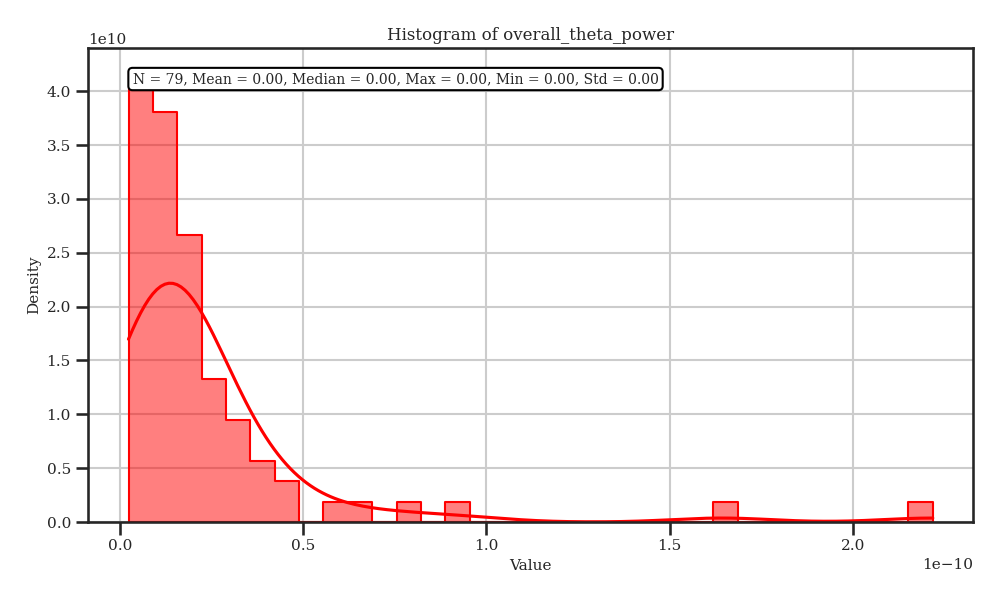 Histogram of overall_theta_power
1e10
N = 79, Mean = 0.00, Median = 0.00, Max = 0.00, Min = 0.00, Std = 0.00
4.0
3.5
3.0
2.5
2.0
1.5
1.0
0.5
0.0
Density
0.0 0.5 1.0 1.5 2.0
Value
1e−10